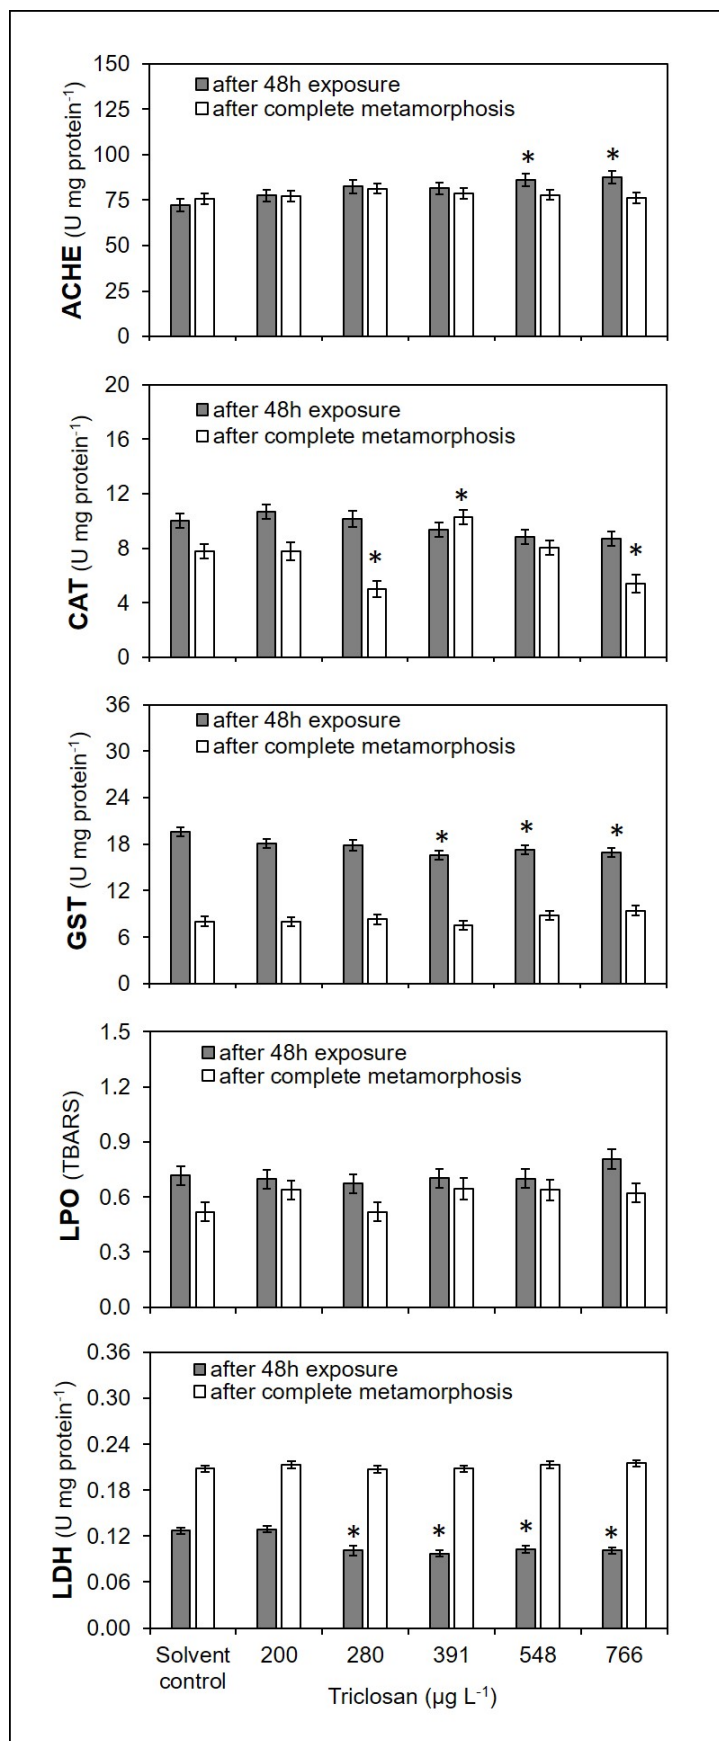 150
125
100
75
50
25
0
ACHE (U mg protein⁻¹)
after 48h exposure
after complete metamorphosis
* *
20
16
12
8
4
0
CAT (U mg protein⁻¹)
after 48h exposure
after complete metamorphosis
* * *
36
30
24
18
12
6
0
GST (U mg protein⁻¹)
after 48h exposure
after complete metamorphosis
* * *
1.5
1.2
0.9
0.6
0.3
0.0
LPO (TBARS)
after 48h exposure
after complete metamorphosis
0.36
0.30
0.24
0.18
0.12
0.06
0.00
LDH (U mg protein⁻¹)
after 48h exposure
after complete metamorphosis
* * * *
Solvent control 200 280 391 548 766
Triclosan (µg L⁻¹)